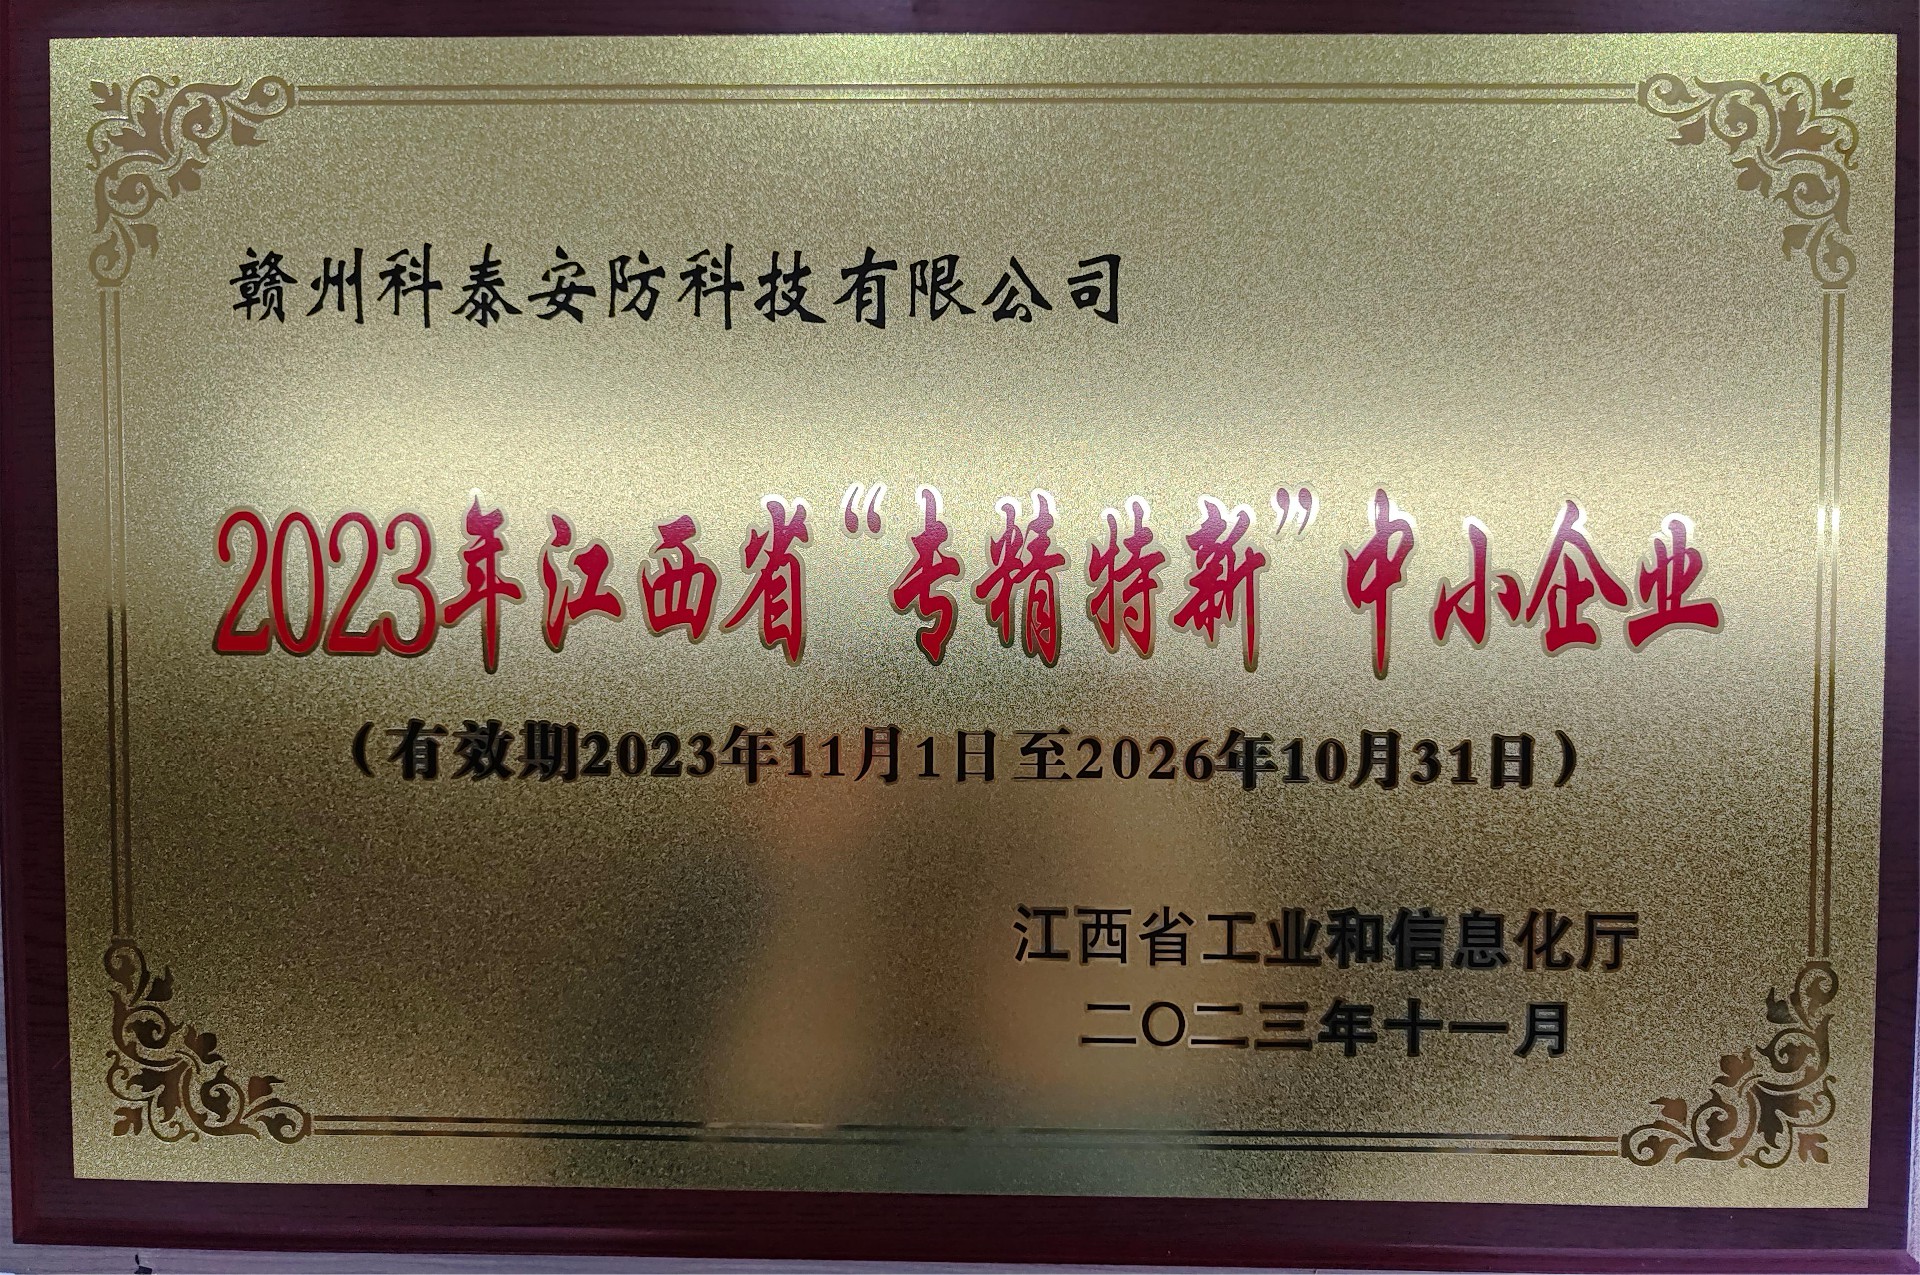 赣州科泰安防科技有限公司
2023年江西省“专精特新”中小企业
（有效期2023年11月1日至2026年10月31日）
江西省工业和信息化厅
二〇二三年十一月